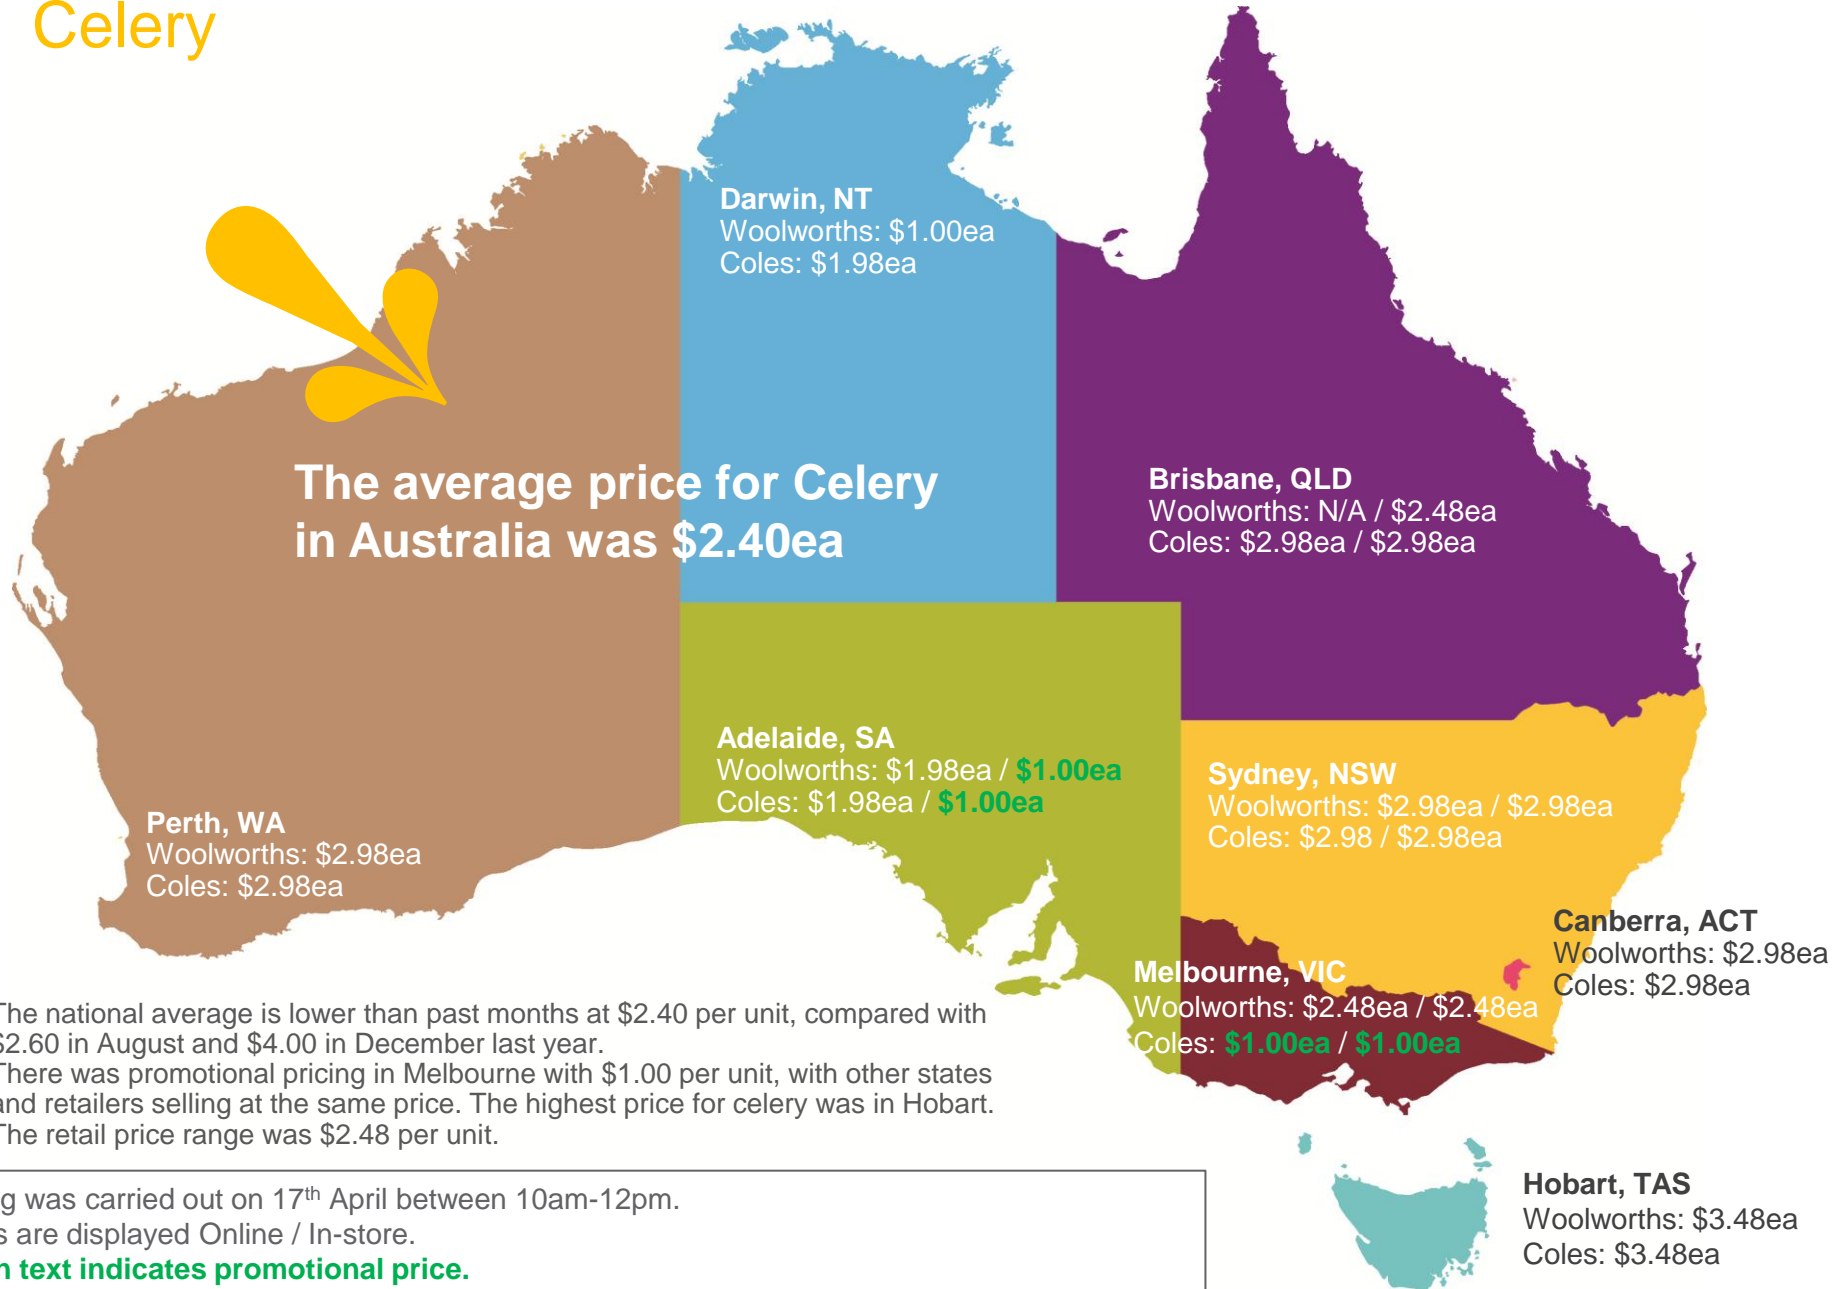 Celery
Darwin, NT
Woolworths: $1.00ea
Coles: $1.98ea
The average price for Celery
in Australia was $2.40ea
Brisbane, QLD
Woolworths: N/A / $2.48ea
Coles: $2.98ea / $2.98ea
Adelaide, SA
Woolworths: $1.98ea / $1.00ea
Coles: $1.98ea / $1.00ea
Sydney, NSW
Woolworths: $2.98ea / $2.98ea
Coles: $2.98 / $2.98ea
Perth, WA
Woolworths: $2.98ea
Coles: $2.98ea
Canberra, ACT
Woolworths: $2.98ea
Coles: $2.98ea
Melbourne, VIC
Woolworths: $2.48ea / $2.48ea
Coles: $1.00ea / $1.00ea
The national average is lower than past months at $2.40 per unit, compared with
$2.60 in August and $4.00 in December last year.
There was promotional pricing in Melbourne with $1.00 per unit, with other states
and retailers selling at the same price. The highest price for celery was in Hobart.
The retail price range was $2.48 per unit.
g was carried out on 17th April between 10am-12pm.
s are displayed Online / In-store.
n text indicates promotional price.
Hobart, TAS
Woolworths: $3.48ea
Coles: $3.48ea